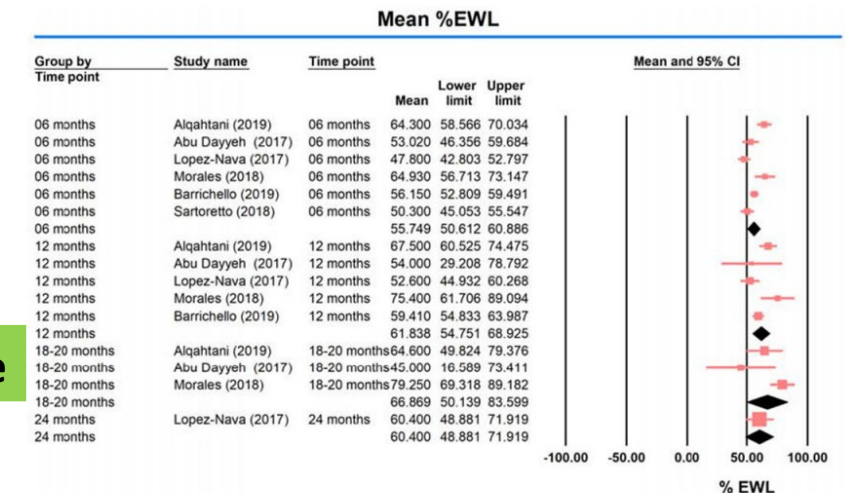 Mean %EWL
Group by Study name Time point Mean and 95% CI
Time point
Lower Upper
Mean limit limit
06 months Alqahtani (2019) 06 months 64.300 58.566 70.034
06 months Abu Dayyeh (2017) 06 months 53.020 46.356 59.684
06 months Lopez-Nava (2017) 06 months 47.800 42.803 52.797
06 months Morales (2018) 06 months 64.930 56.713 73.147
06 months Barrichello (2019) 06 months 56.150 52.809 59.491
06 months Sartoretto (2018) 06 months 50.300 45.053 55.547
06 months 55.749 50.612 60.886
12 months Alqahtani (2019) 12 months 67.500 60.525 74.475
12 months Abu Dayyeh (2017) 12 months 54.000 29.208 78.792
12 months Lopez-Nava (2017) 12 months 52.600 44.932 60.268
12 months Morales (2018) 12 months 75.400 61.706 89.094
12 months Barrichello (2019) 12 months 59.410 54.833 63.987
12 months 61.838 54.751 68.925
18-20 months Alqahtani (2019) 18-20 months 64.600 49.824 79.376
e
18-20 months Abu Dayyeh (2017) 18-20 months 45.000 16.589 73.411
18-20 months Morales (2018) 18-20 months 79.250 69.318 89.182
18-20 months 66.869 50.139 83.599
24 months Lopez-Nava (2017) 24 months 60.400 48.881 71.919
24 months 60.400 48.881 71.919
-100.00 -50.00 0.00 50.00 100.00
% EWL